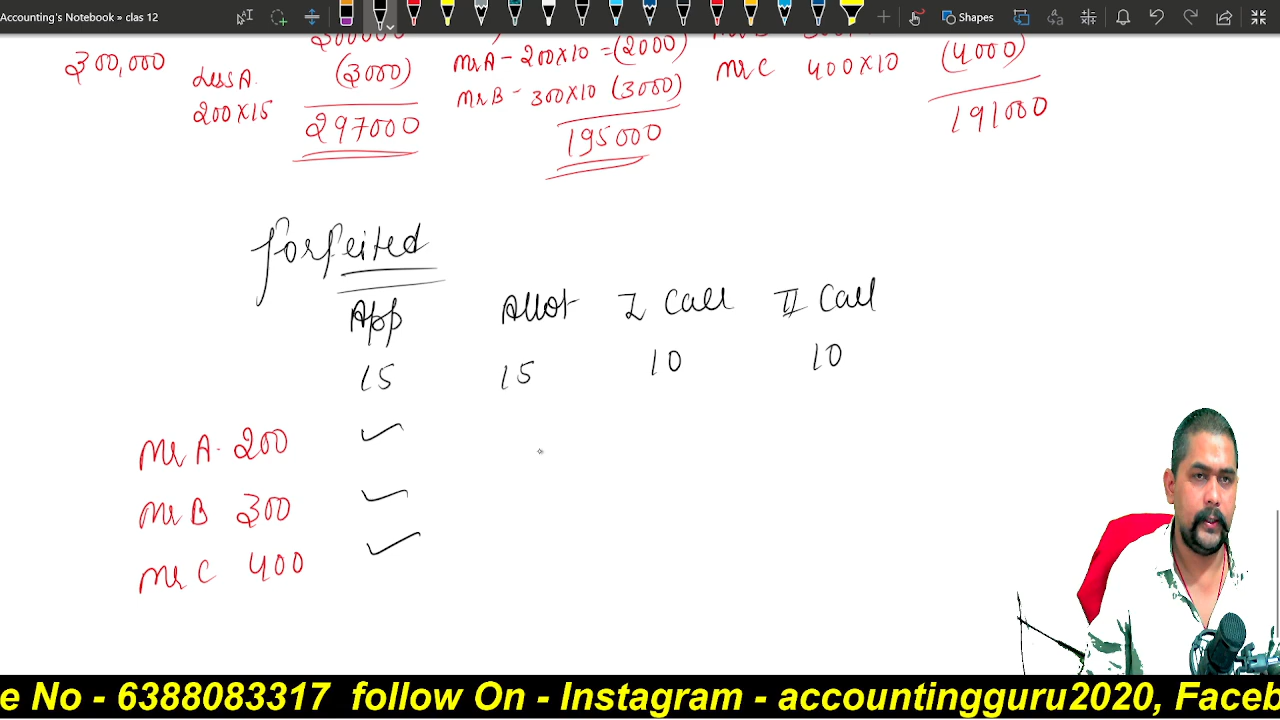 Accounting's Notebook » clas 12
Shapes
300,000
Less A.
200x15
(3000)
297000
Mr A - 200x10 = (2000)
Mr B - 300x10 (3000)
195000
Mr C 400x10 (4000)
191000
forfeited
App Allot I Call II Call
15 15 10 10
Mr A. 200
Mr B 300
Mr C 400
e No - 6388083317 follow On - Instagram - accountingguru2020, Faceb